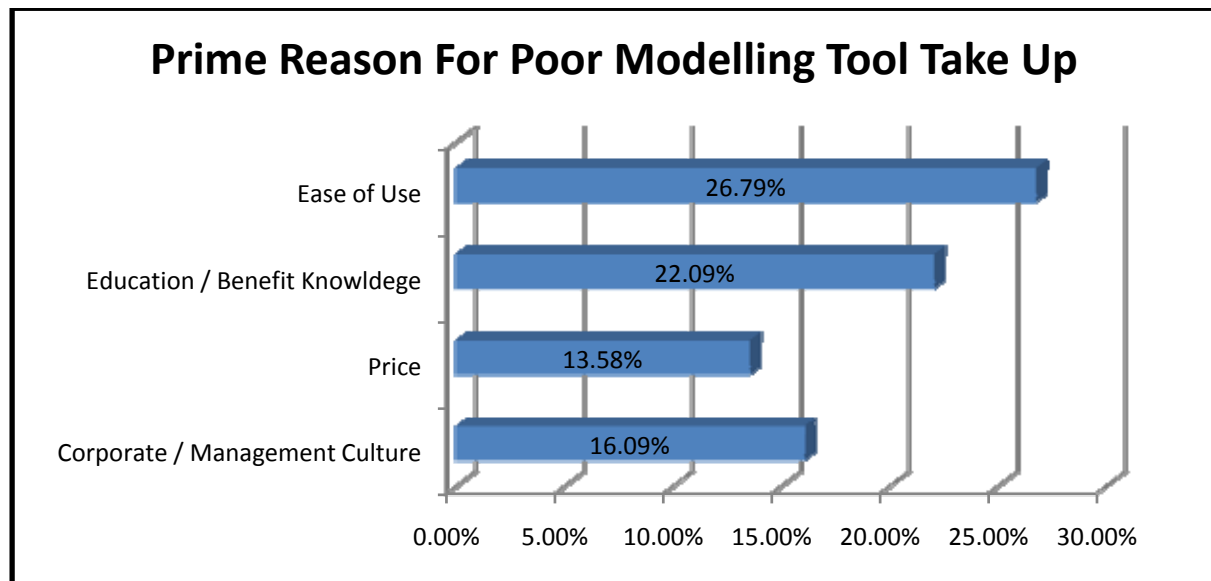 Prime Reason For Poor Modelling Tool Take Up
Ease of Use
26.79%
Education / Benefit Knowldege
22.09%
Price
13.58%
Corporate / Management Culture
16.09%
0.00% 5.00% 10.00% 15.00% 20.00% 25.00% 30.00%